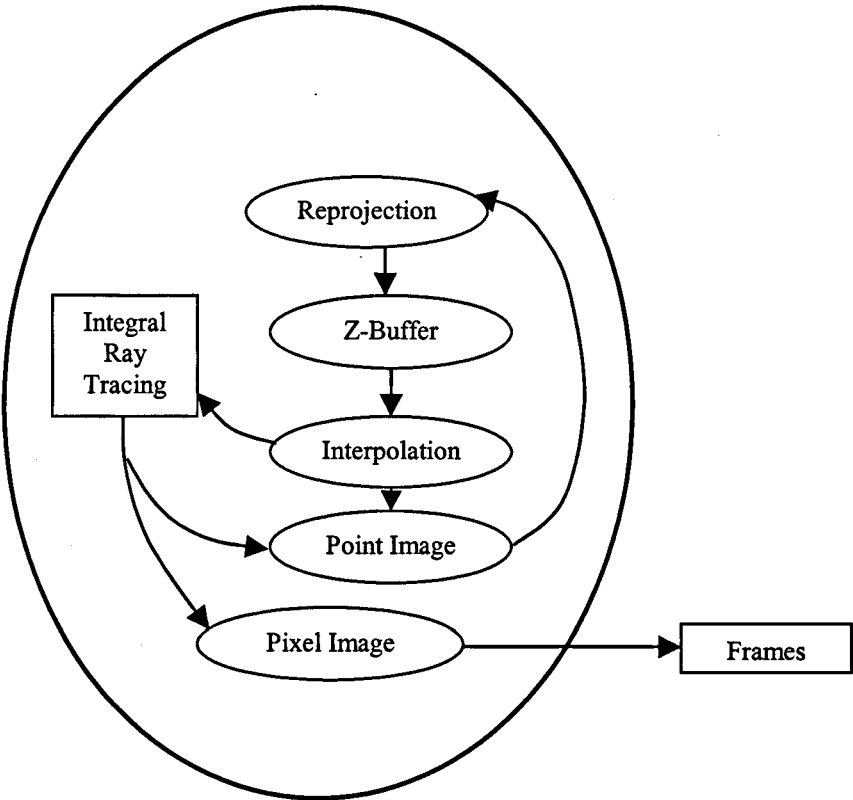 Reprojection
Integral
Ray
Tracing
Z-Buffer
Interpolation
Point Image
Pixel Image
Frames